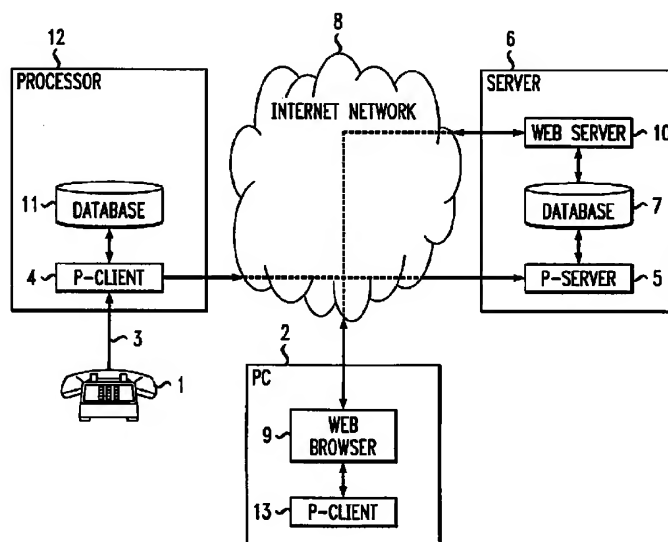 12
PROCESSOR
11
DATABASE
4
P-CLIENT
3
1
8
INTERNET NETWORK
6
SERVER
WEB SERVER
10
DATABASE
7
P-SERVER
5
2
PC
9
WEB
BROWSER
13
P-CLIENT